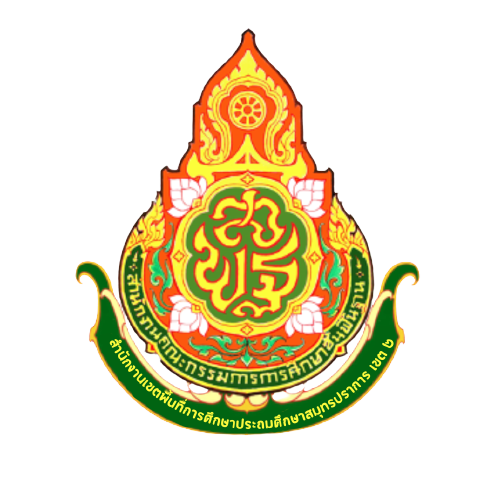 สพฐ
สำนักงานคณะกรรมการการศึกษาขั้นพื้นฐาน
สำนักงานเขตพื้นที่การศึกษาประถมศึกษาสมุทรปราการ เขต ๒